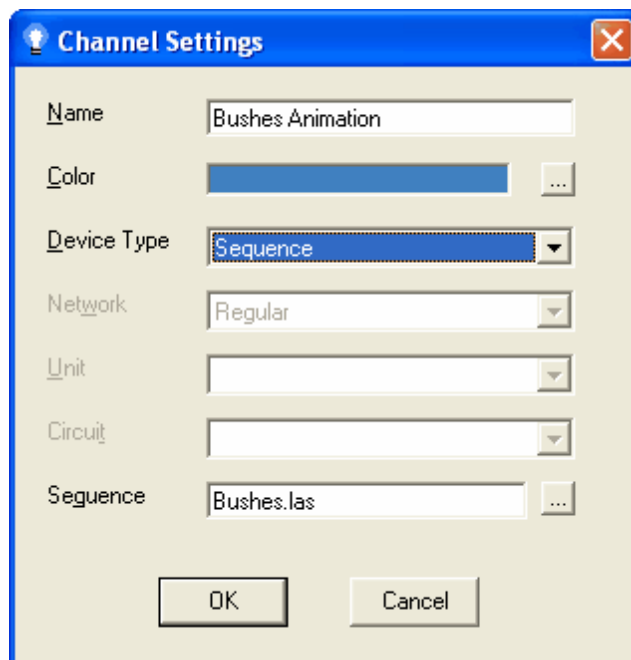 Channel Settings
Name
Bushes Animation
Color
...
Device Type
Sequence
Network
Regular
Unit
Circuit
Sequence
Bushes.las
...
OK
Cancel